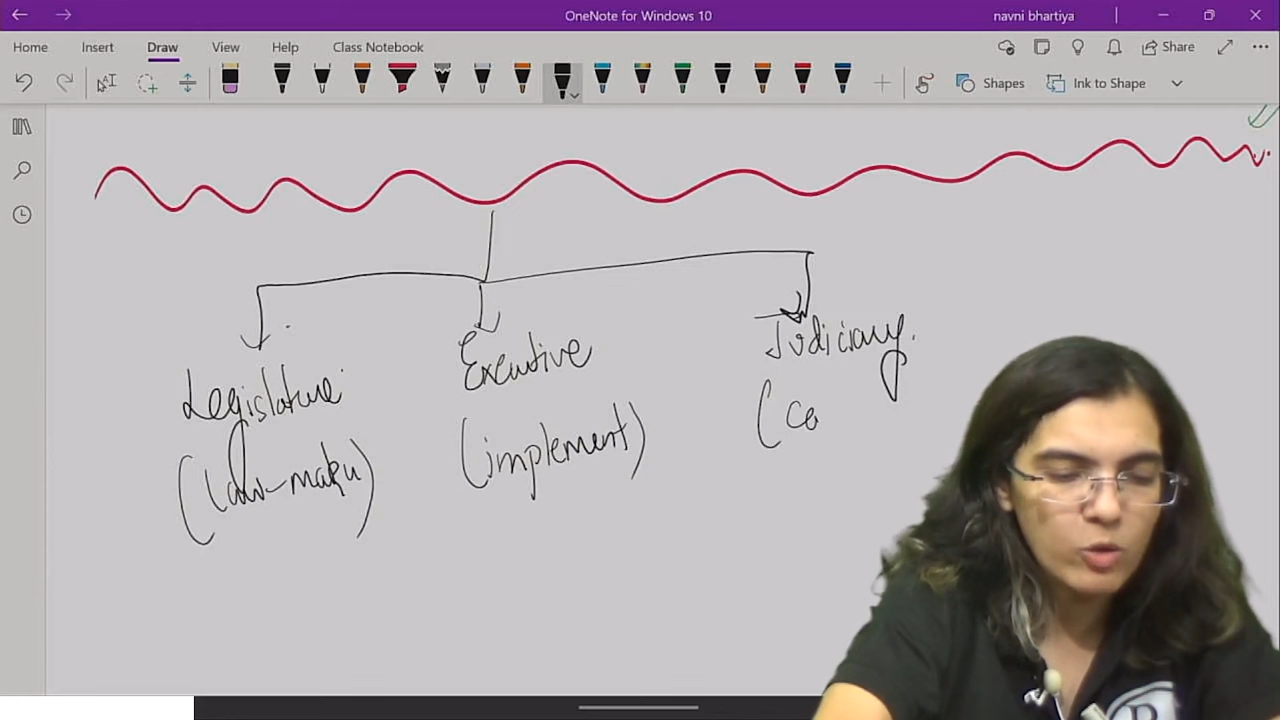 OneNote for Windows 10
navni bhartiya
Home Insert Draw View Help Class Notebook
Share
Shapes
Ink to Shape
Legislature Executive Judiciary.
(law-maker) (implement) (Co